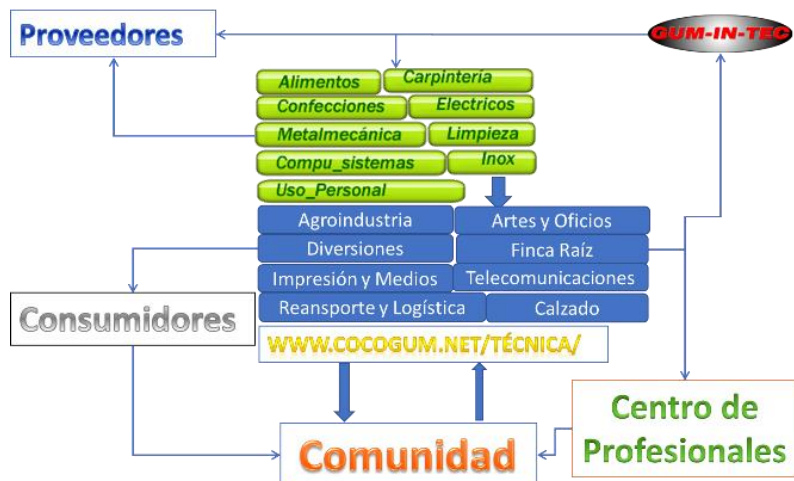 Proveedores
GUM-IN-TEC
Alimentos
Carpintería
Confecciones
Electricos
Metalmecánica
Limpieza
Compu_sistemas
Inox
Uso_Personal
Agroindustria
Artes y Oficios
Diversiones
Finca Raíz
Impresión y Medios
Telecomunicaciones
Reansporte y Logística
Calzado
Consumidores
WWW.COCOGUM.NET/TÉCNICA/
Centro de
Profesionales
Comunidad